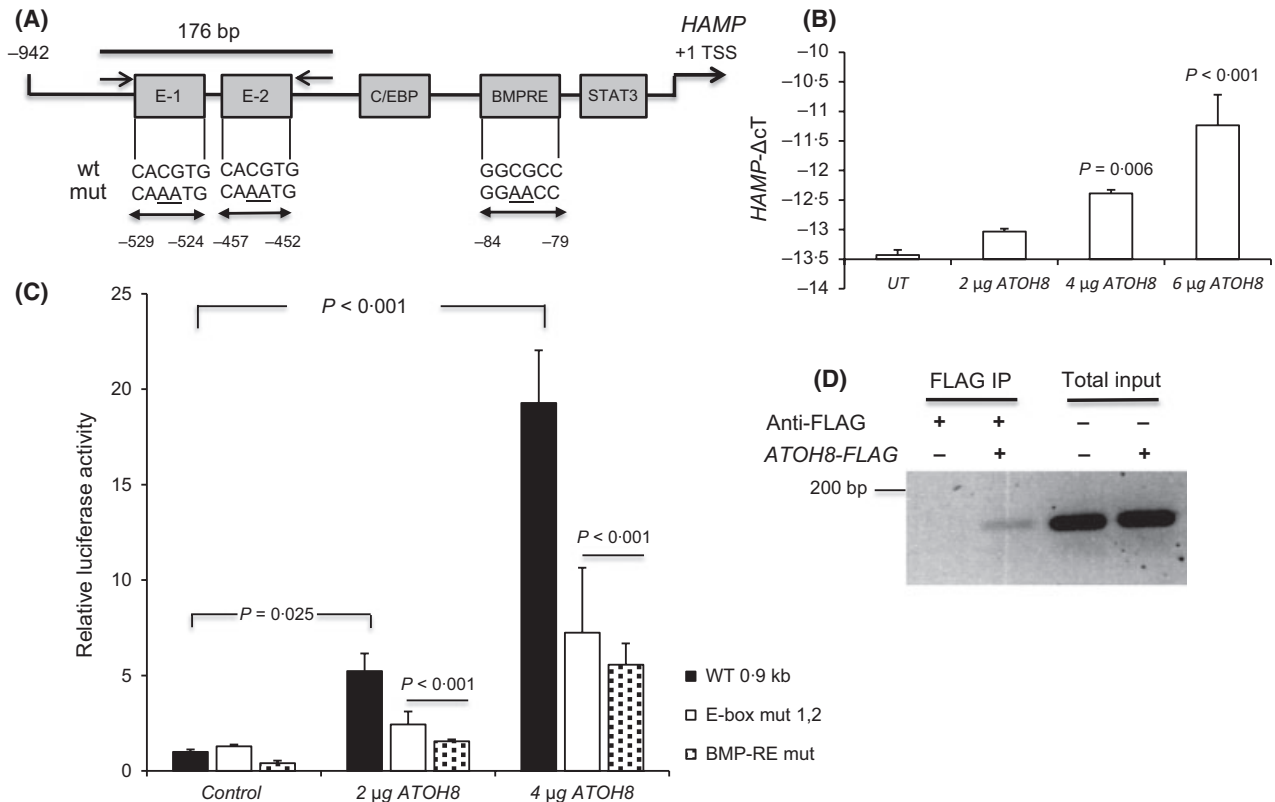 (A)
176 bp
HAMP
–942
+1 TSS
E-1
E-2
C/EBP
BMPRE
STAT3
wt CACGTG CACGTG GGCGCC
mut CAAATG CAAATG GGAACC
–529 –524 –457 –452 –84 –79
(B)
–10
–10·5
–11
–11·5
–12
–12·5
–13
–13·5
–14
HAMP-ΔcT
P < 0·001
P = 0·006
UT
2 μg ATOH8
4 μg ATOH8
6 μg ATOH8
(C)
25
20
15
10
5
0
Relative luciferase activity
P < 0·001
P = 0·025
P < 0·001
P < 0·001
Control
2 μg ATOH8
4 μg ATOH8
WT 0·9 kb
E-box mut 1,2
BMP-RE mut
(D)
FLAG IP Total input
Anti-FLAG + + – –
ATOH8-FLAG – + – +
200 bp